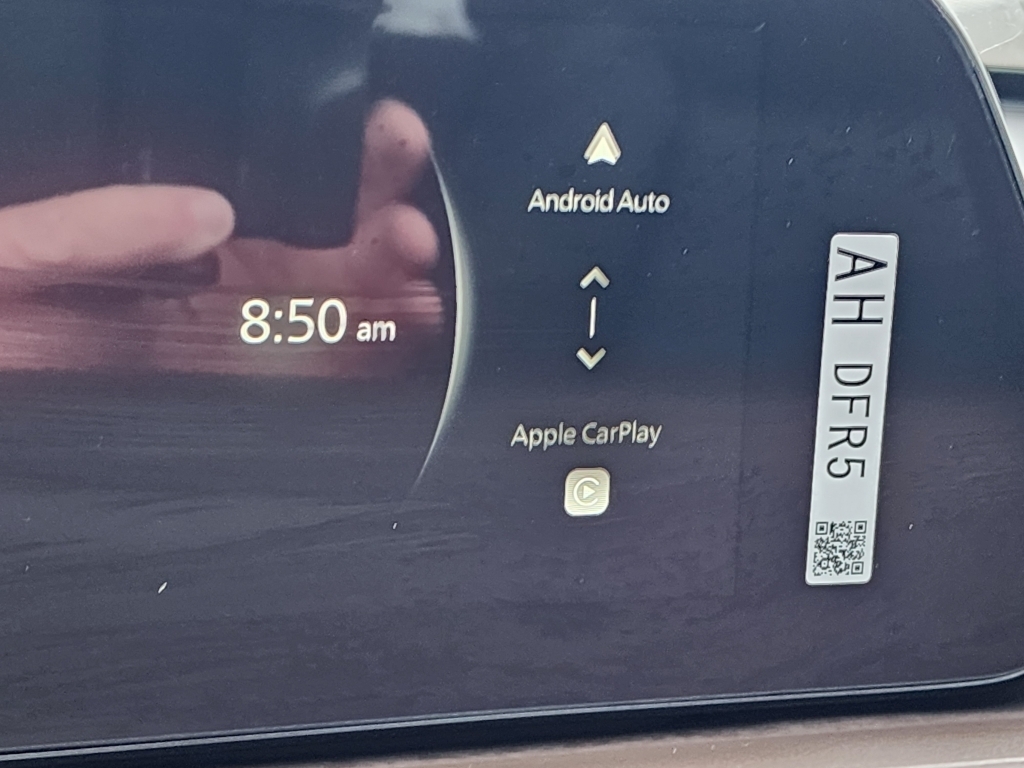 Android Auto
8:50 am
Apple CarPlay
AH DFR5